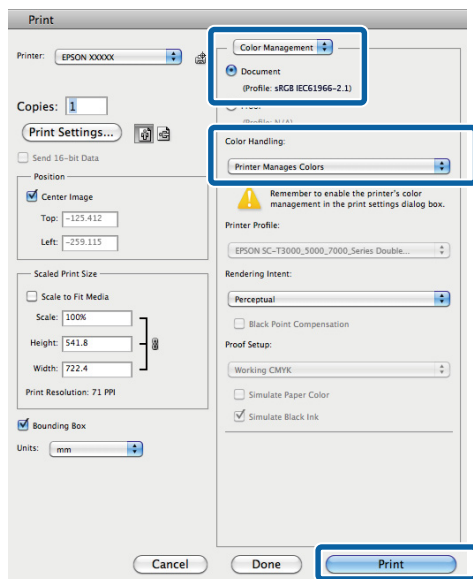 Print
Printer: EPSON XXXXX
Copies: 1
Print Settings...
Send 16-bit Data
Position
Center Image
Top: -125.412
Left: -259.115
Scaled Print Size
Scale to Fit Media
Scale: 100%
Height: 541.8
Width: 722.4
Print Resolution: 71 PPI
Bounding Box
Units: mm
Color Management
Document
(Profile: sRGB IEC61966-2.1)
Color Handling:
Printer Manages Colors
Remember to enable the printer's color
management in the print settings dialog box.
Printer Profile:
EPSON SC-T3000_5000_7000_Series Double...
Rendering Intent:
Perceptual
Black Point Compensation
Proof Setup:
Working CMYK
Simulate Paper Color
Simulate Black Ink
Cancel
Done
Print